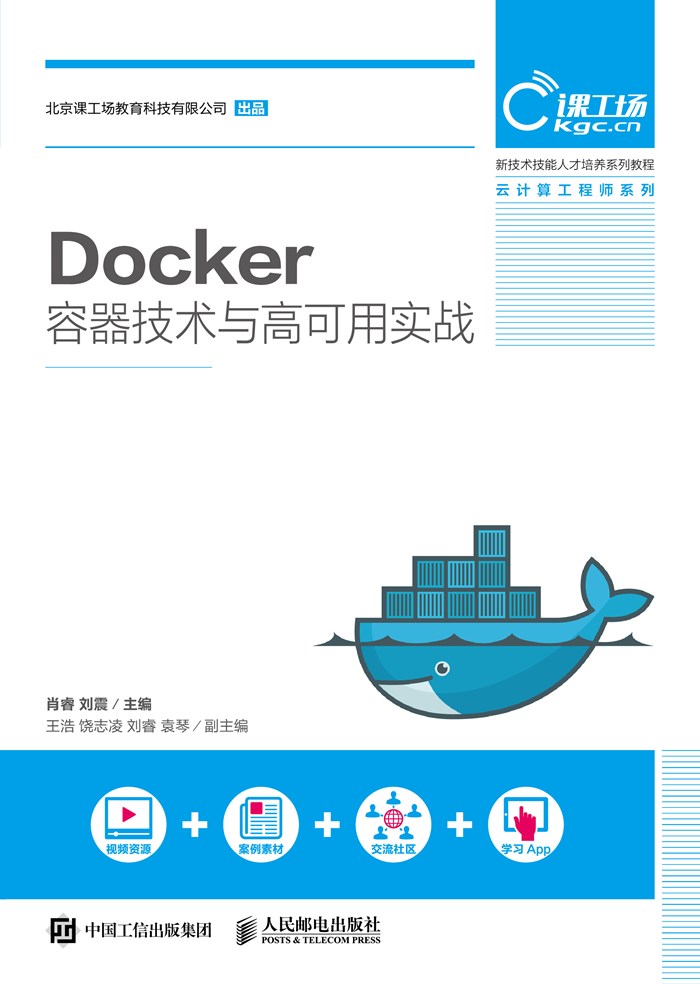 北京课工场教育科技有限公司 出品
课工场
kgc.cn
新技术技能人才培养系列教程
云计算工程师系列
Docker
容器技术与高可用实战
肖睿 刘震 / 主编
王浩 饶志凌 刘睿 袁琴 / 副主编
视频资源 + 案例素材 + 交流社区 + 学习 App
中国工信出版集团
人民邮电出版社
POSTS & TELECOM PRESS